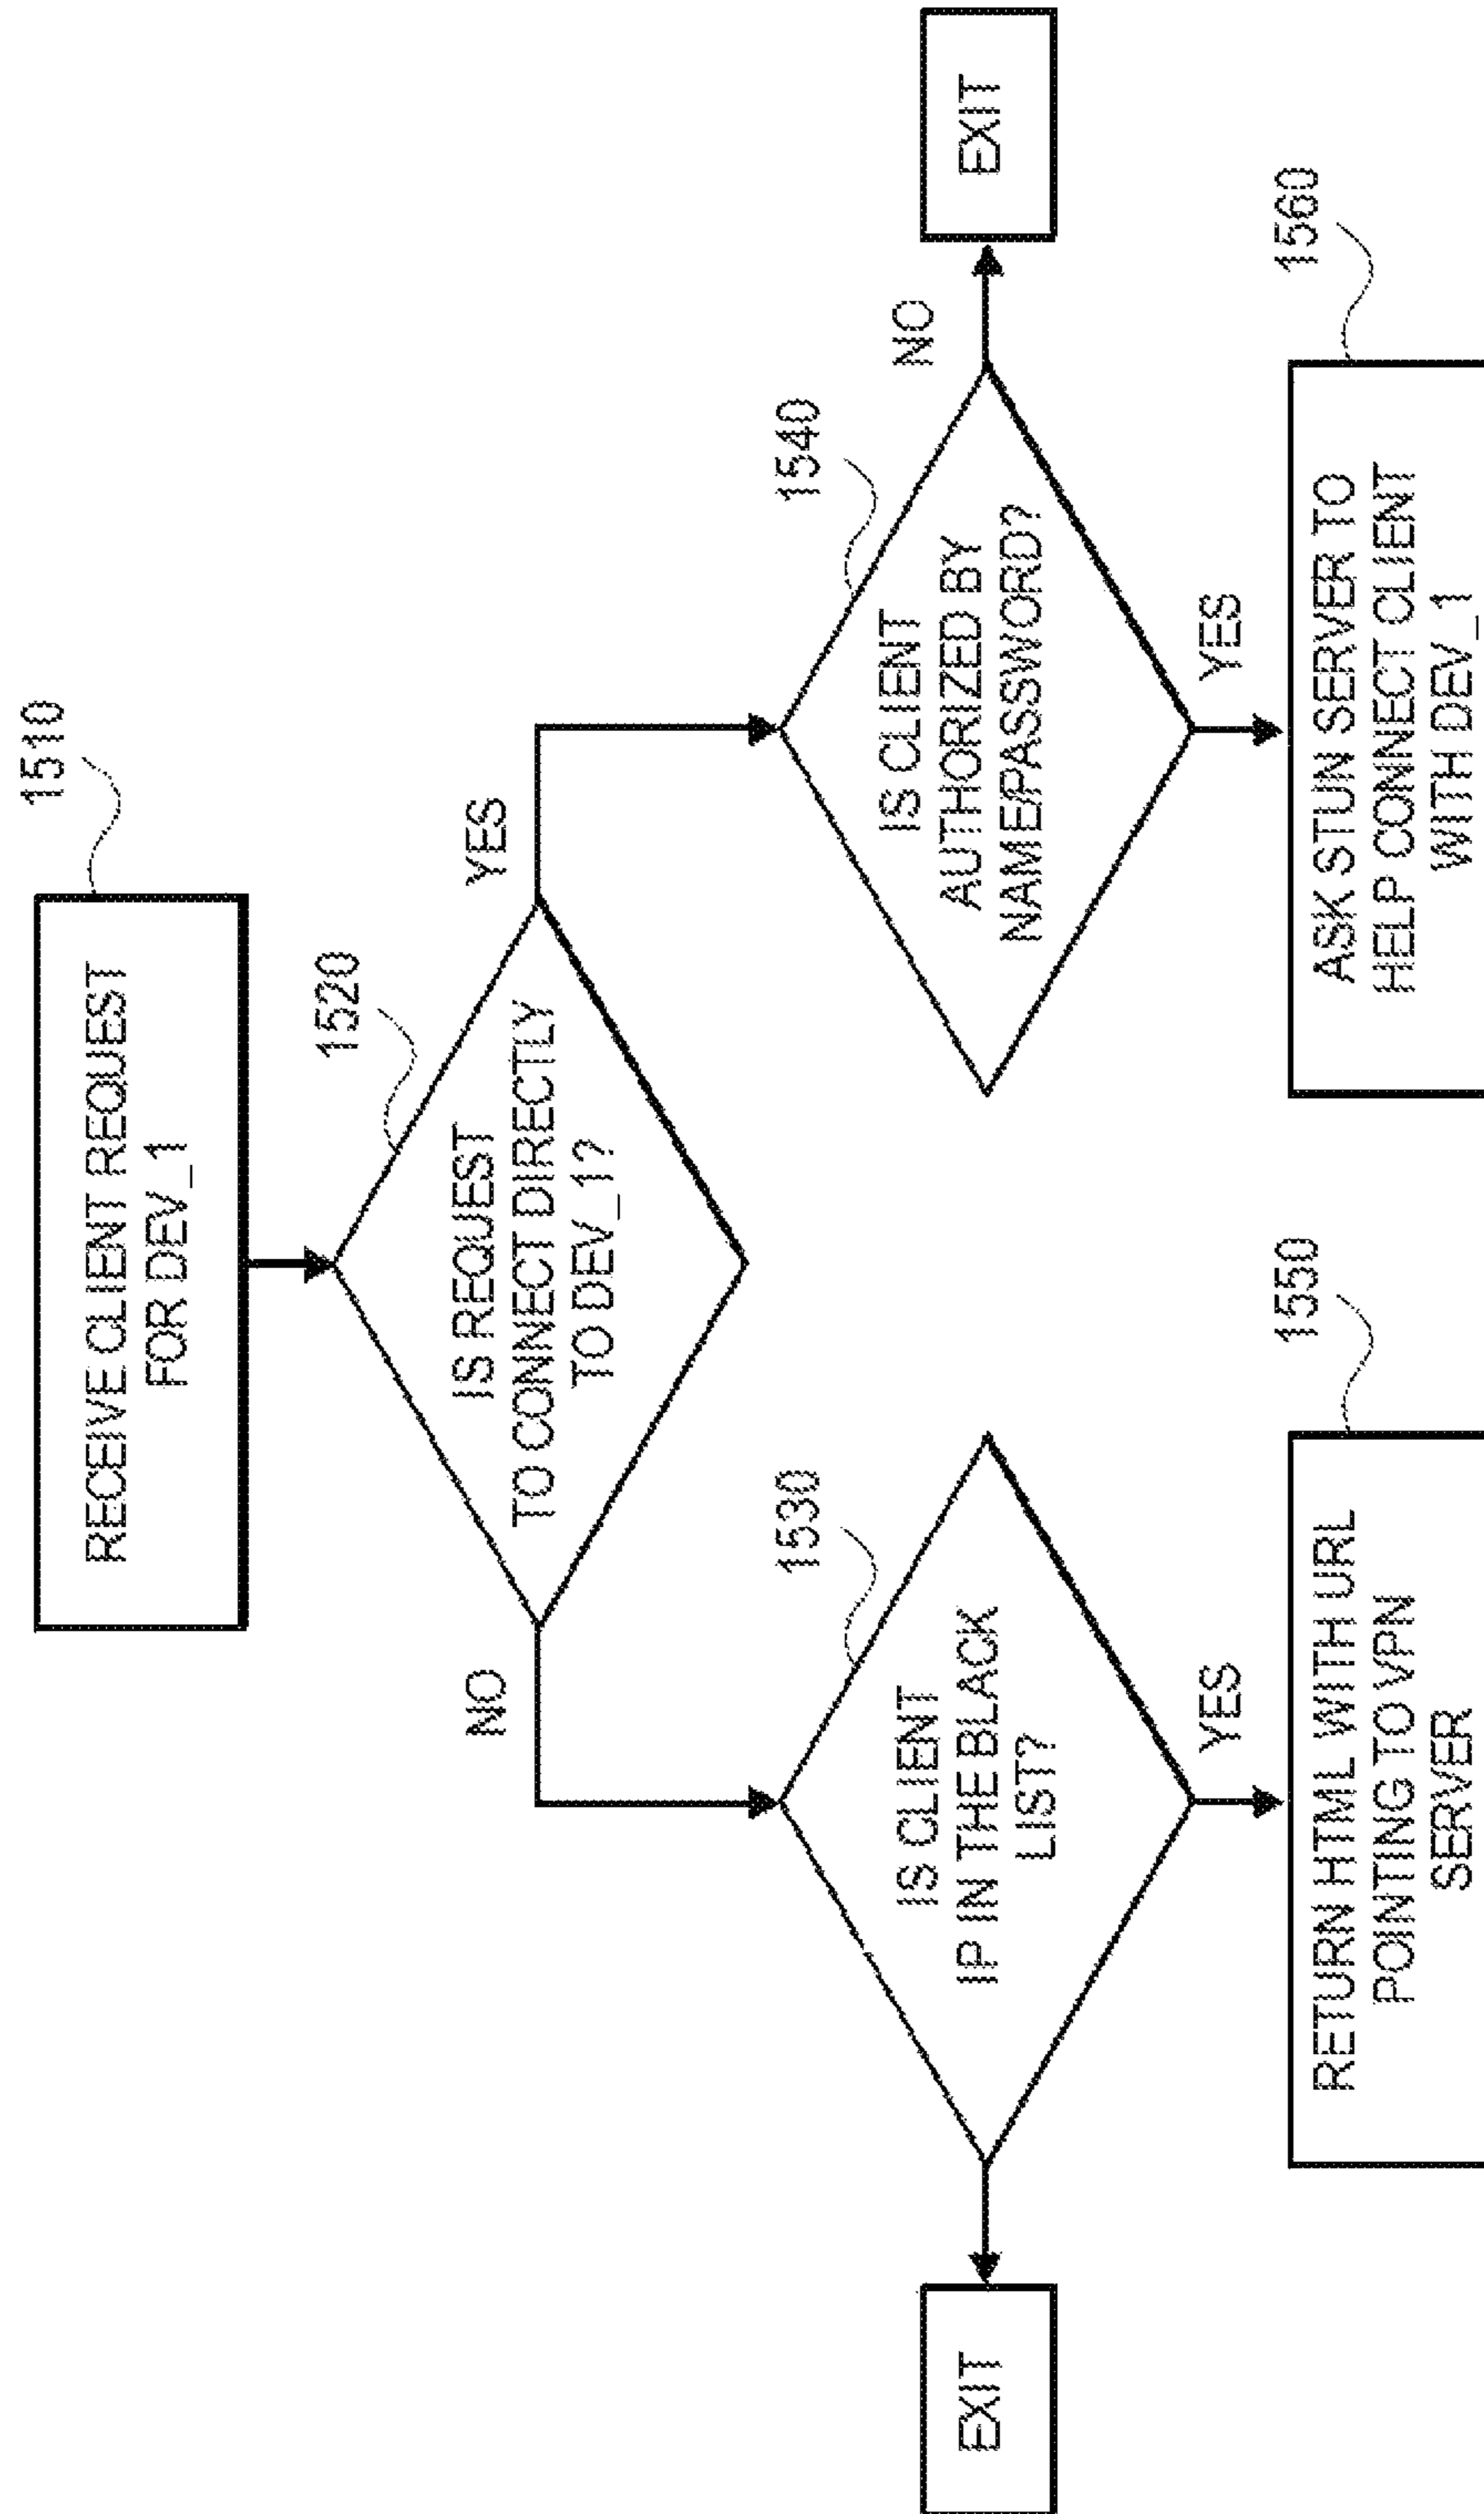 1510
RECEIVE CLIENT REQUEST
FOR DEV_1
1520
IS REQUEST
TO CONNECT DIRECTLY
TO DEV_1?
NO
YES
1530
IS CLIENT
IP IN THE BLACK
LIST?
1540
IS CLIENT
AUTHORIZED BY
NAME/PASSWORD?
EXIT
NO
EXIT
YES
YES
1550
RETURN HTML WITH URL
POINTING TO VPN
SERVER
1560
ASK STUN SERVER TO
HELP CONNECT CLIENT
WITH DEV_1